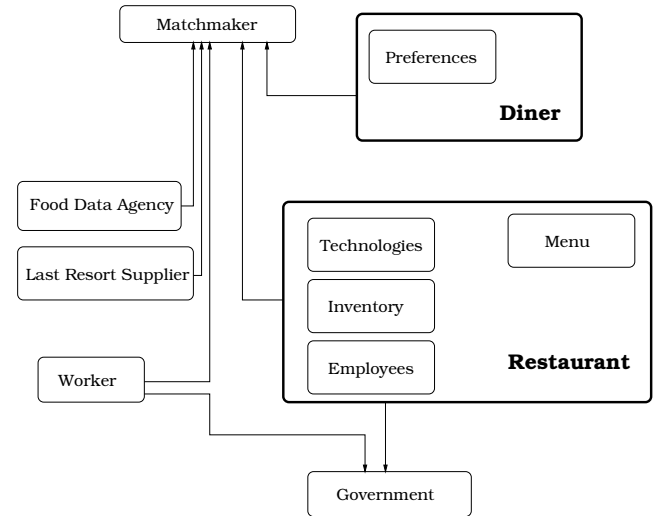 Matchmaker
Preferences
Diner
Food Data Agency
Last Resort Supplier
Technologies
Menu
Inventory
Restaurant
Employees
Worker
Government